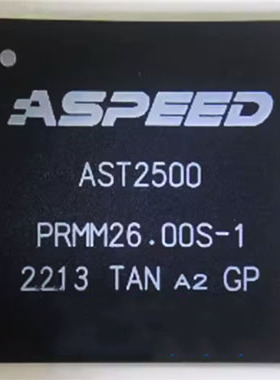 ASPEED
AST2500
PRMM26.00S-1
2213 TAN A2 GP